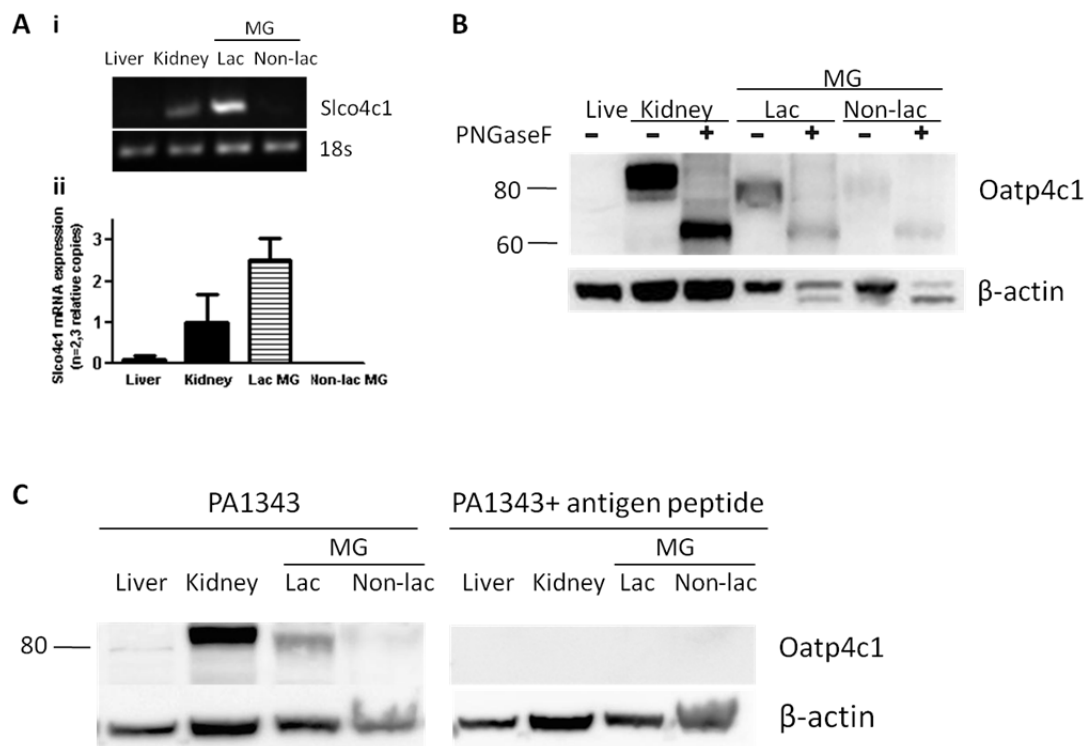 A i
MG
Liver Kidney Lac Non-lac
Slco4c1
18s
ii
Slco4c1 mRNA expression
(n=2,3 relative copies)
3
2
1
0
Liver Kidney Lac MG Non-lac MG
B
MG
Live Kidney Lac Non-lac
PNGaseF - - + - + - +
80
Oatp4c1
60
β-actin
C
PA1343 PA1343+ antigen peptide
MG MG
Liver Kidney Lac Non-lac Liver Kidney Lac Non-lac
80
Oatp4c1
β-actin